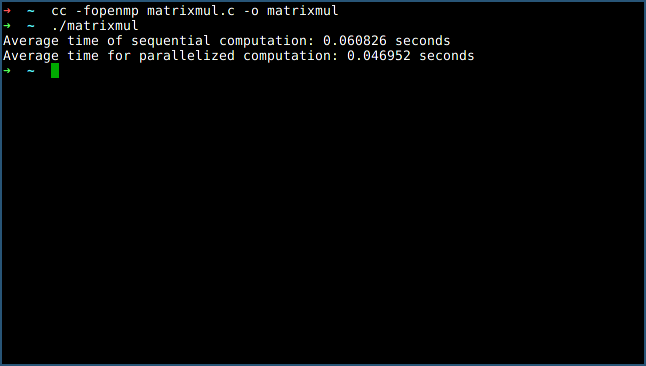 ➜ ~ cc -fopenmp matrixmul.c -o matrixmul
➜ ~ ./matrixmul
Average time of sequential computation: 0.060826 seconds
Average time for parallelized computation: 0.046952 seconds
➜ ~